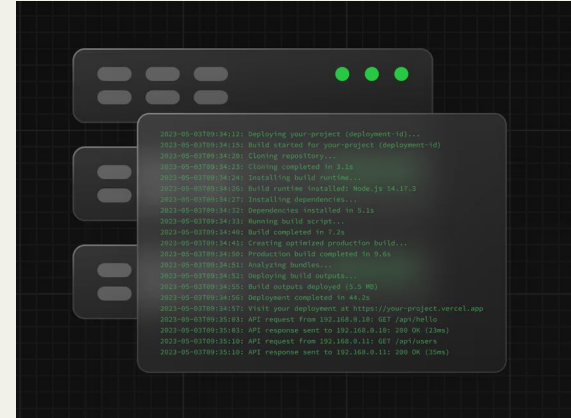 2023-05-03T09:34:12: Deploying your-project (deployment-id)...
2023-05-03T09:34:19: Build started for your-project (deployment-id)
2023-05-03T09:34:20: Cloning repository...
2023-05-03T09:34:23: Cloning completed in 3.1s
2023-05-03T09:34:24: Installing build runtime...
2023-05-03T09:34:26: Build runtime installed: Node.js 14.17.3
2023-05-03T09:34:27: Installing dependencies...
2023-05-03T09:34:32: Dependencies installed in 5.1s
2023-05-03T09:34:33: Running build script...
2023-05-03T09:34:40: Build completed in 7.2s
2023-05-03T09:34:41: Creating optimized production build...
2023-05-03T09:34:50: Production build completed in 9.6s
2023-05-03T09:34:51: Analyzing bundles...
2023-05-03T09:34:52: Deploying build outputs...
2023-05-03T09:34:55: Build outputs deployed (5.5 MB)
2023-05-03T09:34:56: Deployment completed in 44.2s
2023-05-03T09:34:57: Visit your deployment at https://your-project.vercel.app
2023-05-03T09:35:03: API request from 192.168.0.10: GET /api/hello
2023-05-03T09:35:03: API response sent to 192.168.0.10: 200 OK (23ms)
2023-05-03T09:35:10: API request from 192.168.0.11: GET /api/users
2023-05-03T09:35:10: API response sent to 192.168.0.11: 200 OK (35ms)